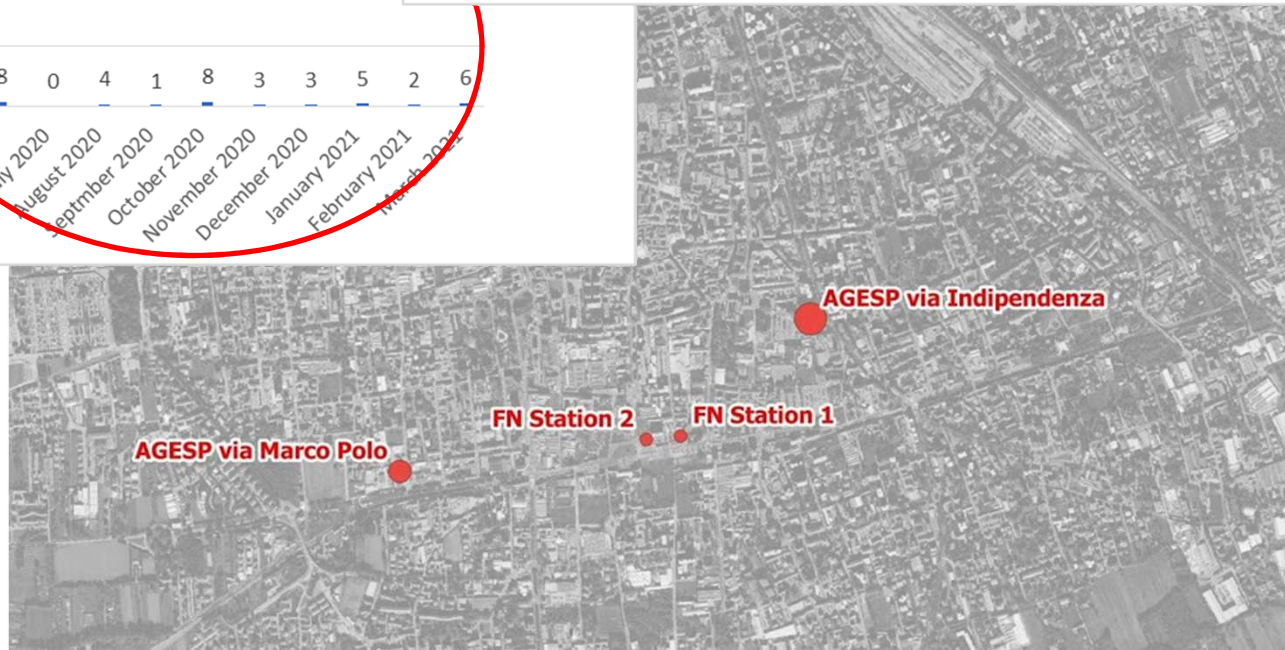 8 0 4 1 8 3 3 5 2 6
ly 2020
August 2020
Septmber 2020
October 2020
November 2020
December 2020
January 2021
February 2021
March 2021
AGESP via Indipendenza
FN Station 2
FN Station 1
AGESP via Marco Polo